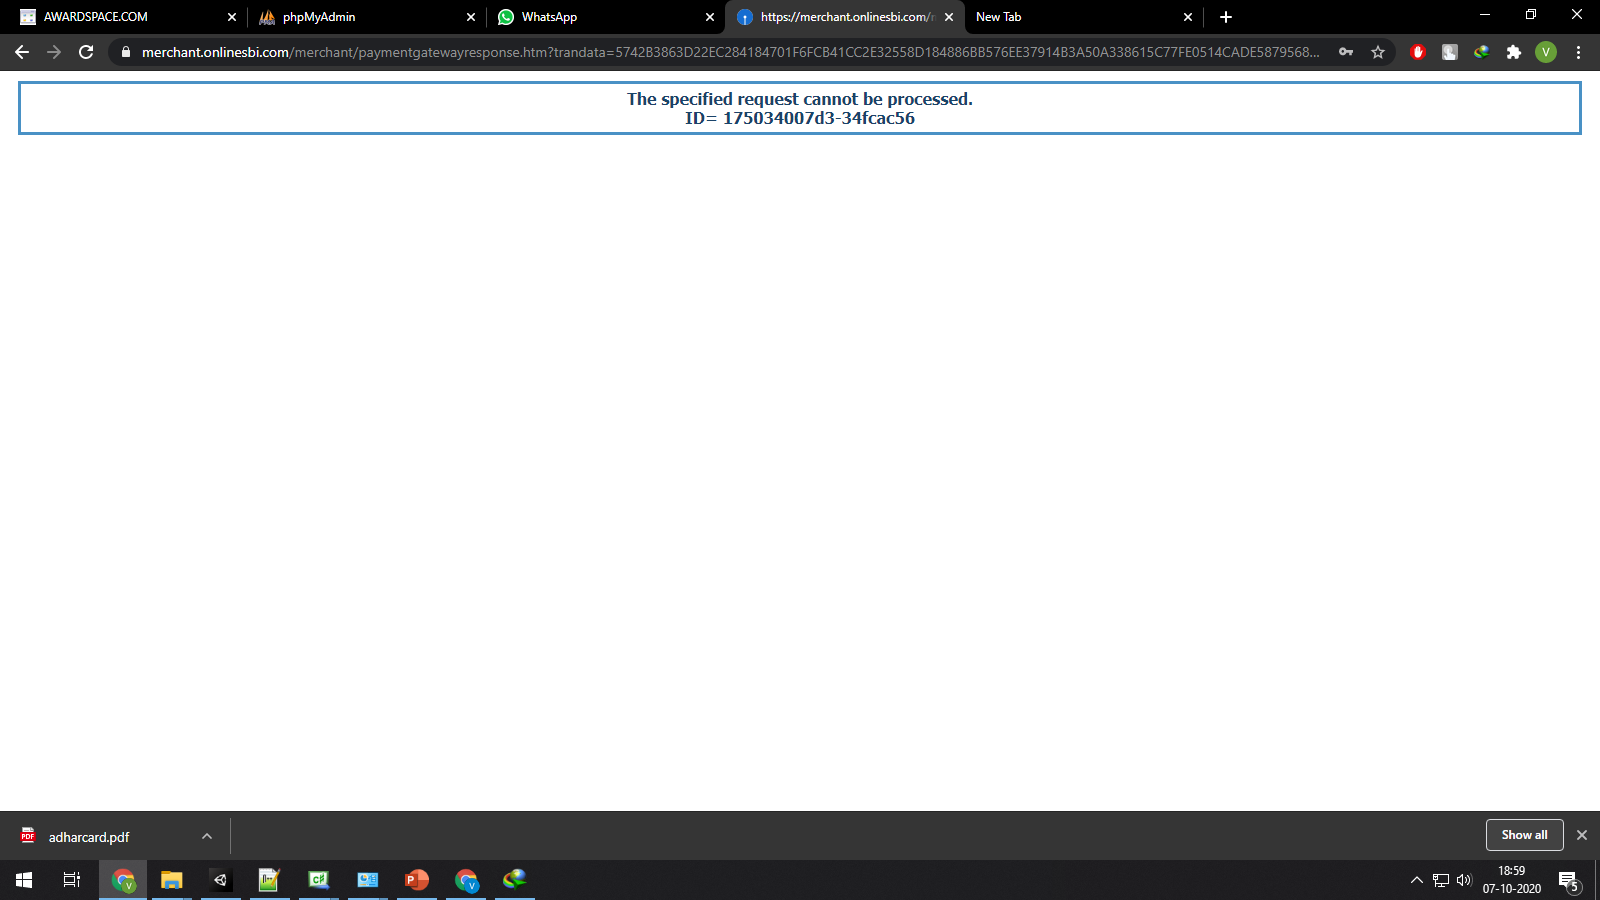 AWARDSPACE.COM
phpMyAdmin
WhatsApp
https://merchant.onlinesbi.com/
New Tab
merchant.onlinesbi.com/merchant/paymentgatewayresponse.htm?trandata=5742B3863D22EC284184701F6FCB41CC2E32558D184886BB576EE37914B3A50A338615C77FE0514CADE5879568...
V
The specified request cannot be processed.
ID= 175034007d3-34fcac56
PDF
adharcard.pdf
Show all
18:59
07-10-2020
5